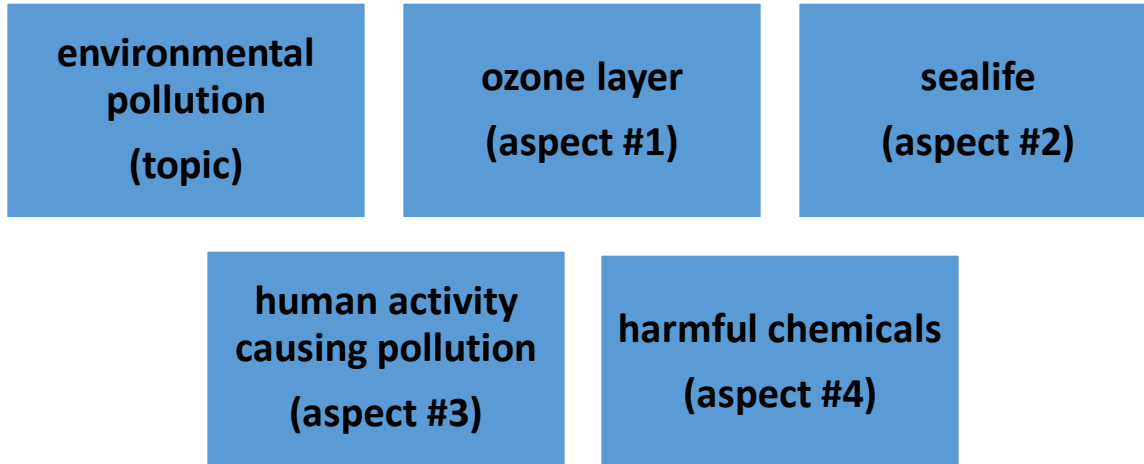 environmental
pollution
(topic)
ozone layer
(aspect #1)
sealife
(aspect #2)
human activity
causing pollution
(aspect #3)
harmful chemicals
(aspect #4)